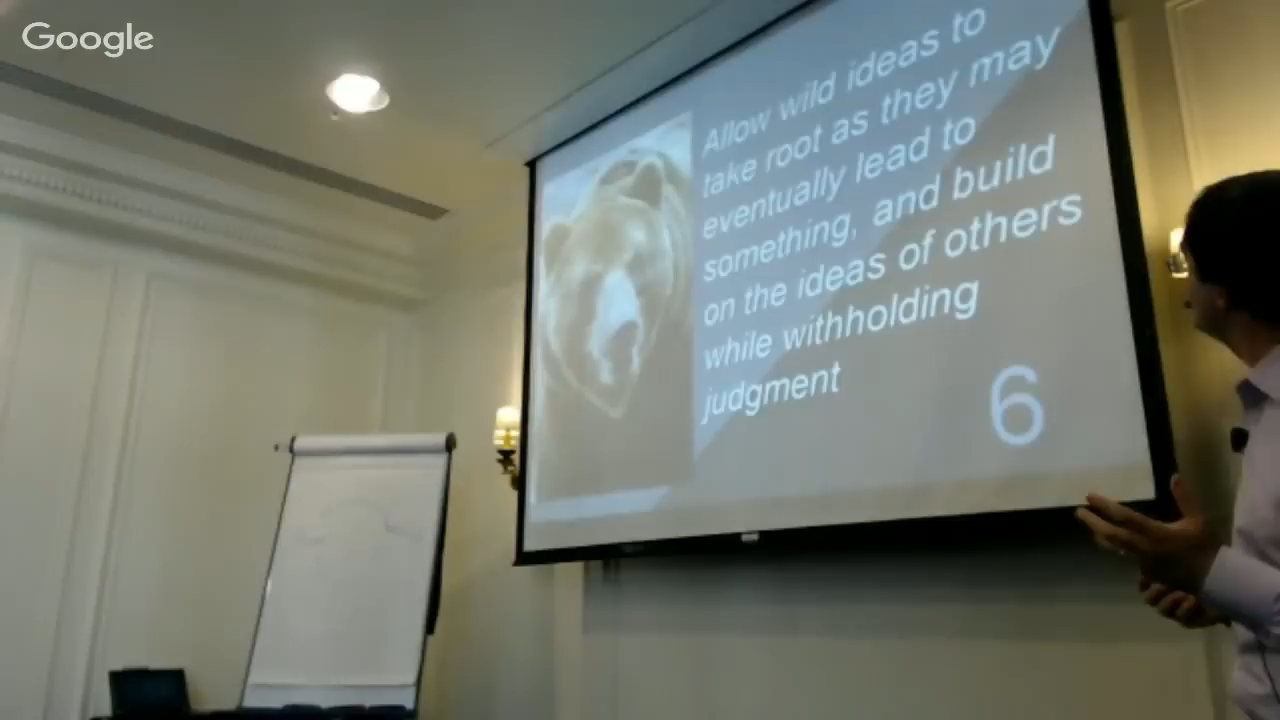 Google
Allow wild ideas to
take root as they may
eventually lead to
something, and build
on the ideas of others
while withholding
judgment
6